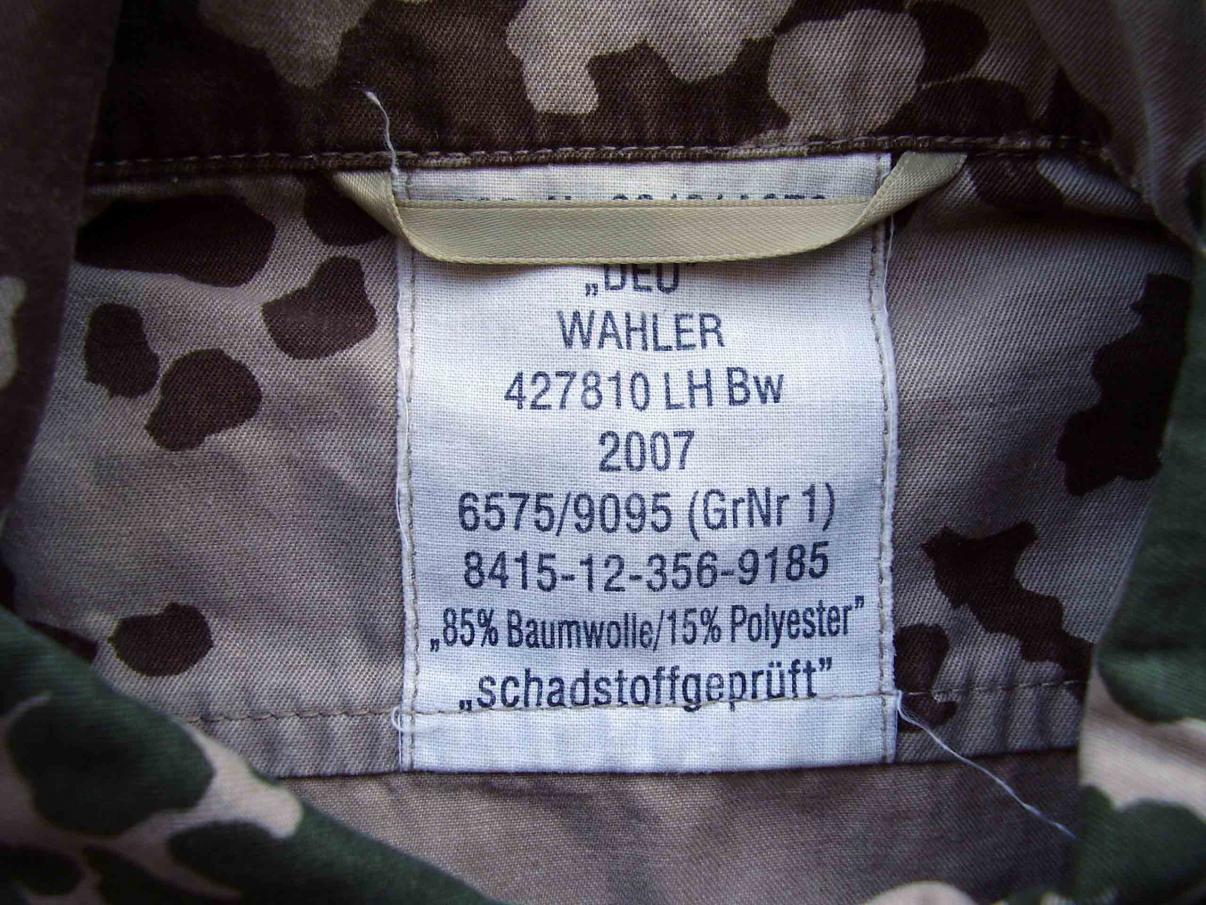 „DEU"
WAHLER
427810 LH Bw
2007
6575/9095 (GrNr 1)
8415-12-356-9185
„85% Baumwolle/15% Polyester”
„schadstoffgeprüft”